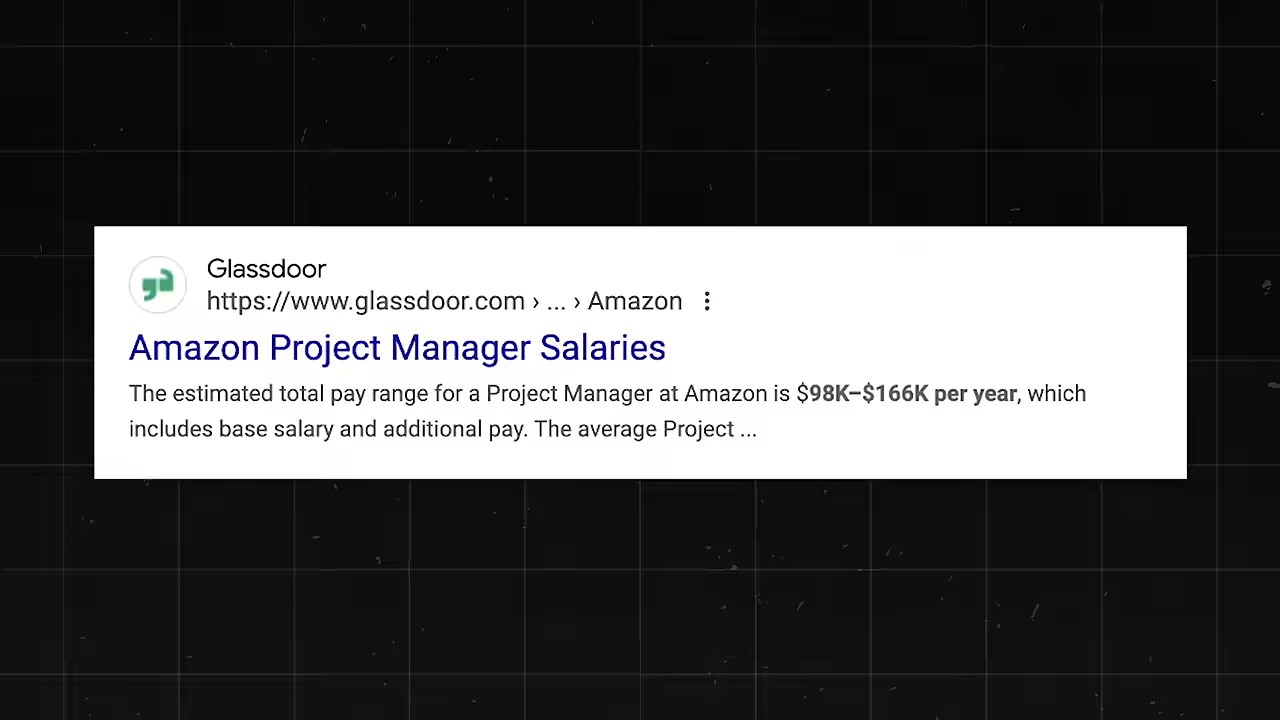 Glassdoor
https://www.glassdoor.com › ... › Amazon
Amazon Project Manager Salaries
The estimated total pay range for a Project Manager at Amazon is $98K–$166K per year, which
includes base salary and additional pay. The average Project ...